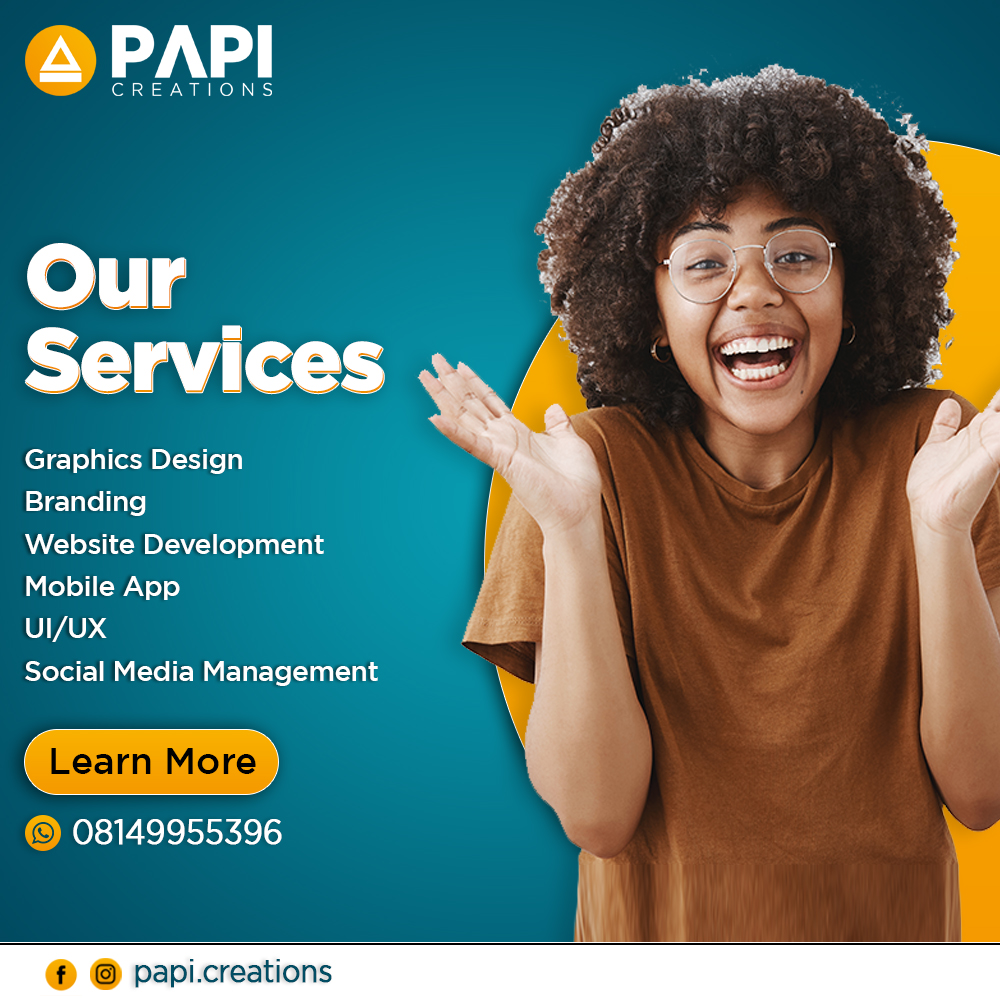 PAPI
CREATIONS
Our
Services
Graphics Design
Branding
Website Development
Mobile App
UI/UX
Social Media Management
Learn More
08149955396
papi.creations